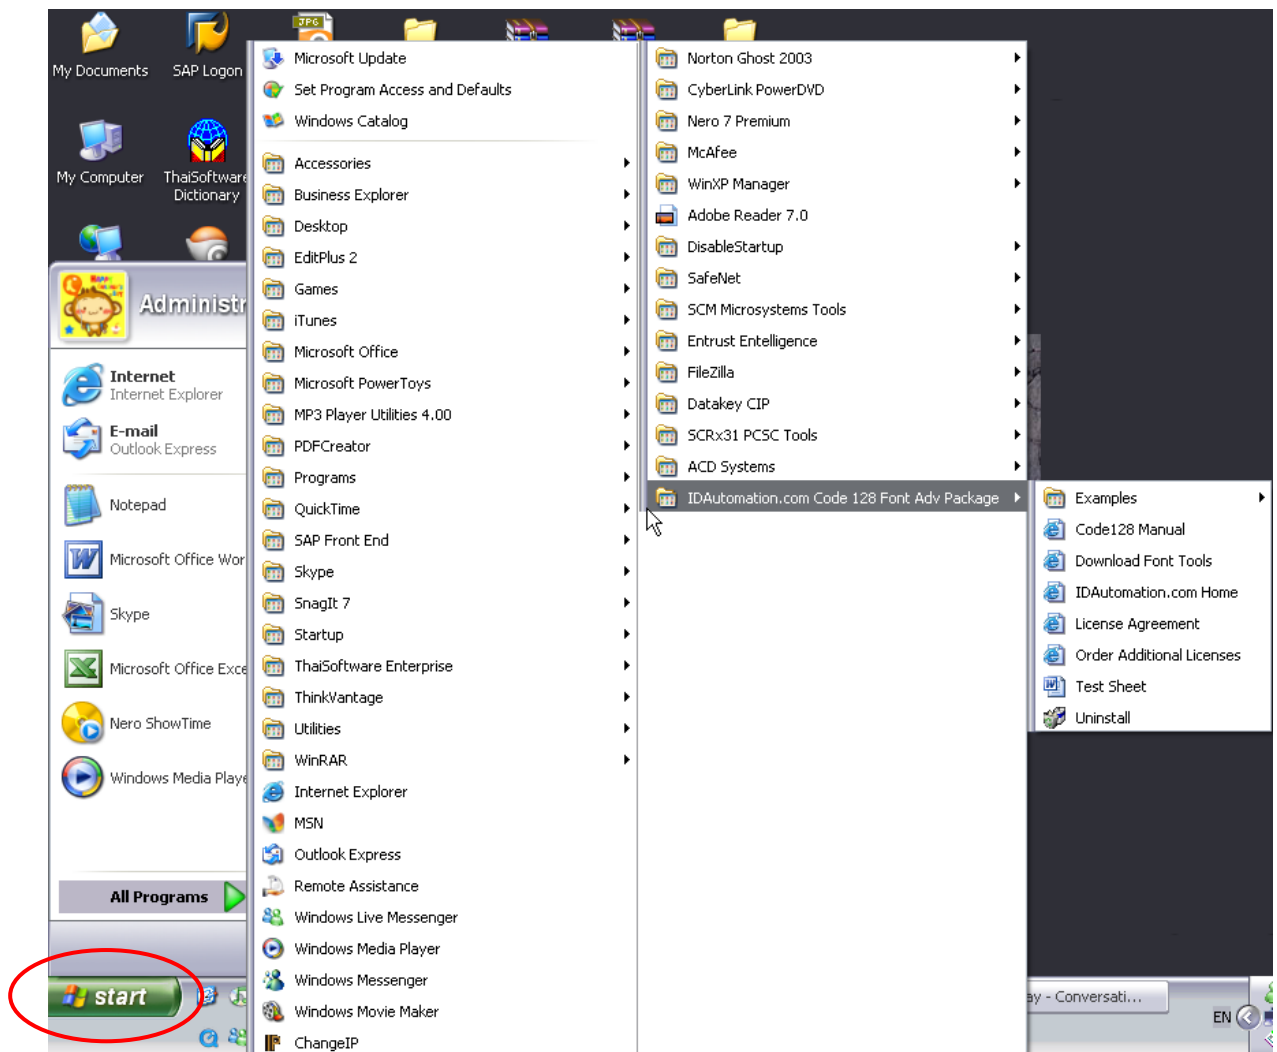 JPG
My Documents
SAP Logon
My Computer
ThaiSoftware
Dictionary
Administr
Internet
Internet Explorer
E-mail
Outlook Express
Notepad
Microsoft Office Wor
Skype
Microsoft Office Exce
Nero ShowTime
Windows Media Playe
All Programs
start
Microsoft Update
Set Program Access and Defaults
Windows Catalog
Accessories
Business Explorer
Desktop
EditPlus 2
Games
iTunes
Microsoft Office
Microsoft PowerToys
MP3 Player Utilities 4.00
PDFCreator
Programs
QuickTime
SAP Front End
Skype
SnagIt 7
Startup
ThaiSoftware Enterprise
ThinkVantage
Utilities
WinRAR
Internet Explorer
MSN
Outlook Express
Remote Assistance
Windows Live Messenger
Windows Media Player
Windows Messenger
Windows Movie Maker
ChangeIP
Norton Ghost 2003
CyberLink PowerDVD
Nero 7 Premium
McAfee
WinXP Manager
Adobe Reader 7.0
DisableStartup
SafeNet
SCM Microsystems Tools
Entrust Entelligence
FileZilla
Datakey CIP
SCRx31 PCSC Tools
ACD Systems
IDAutomation.com Code 128 Font Adv Package
Examples
Code128 Manual
Download Font Tools
IDAutomation.com Home
License Agreement
Order Additional Licenses
Test Sheet
Uninstall
ay - Conversati...
EN